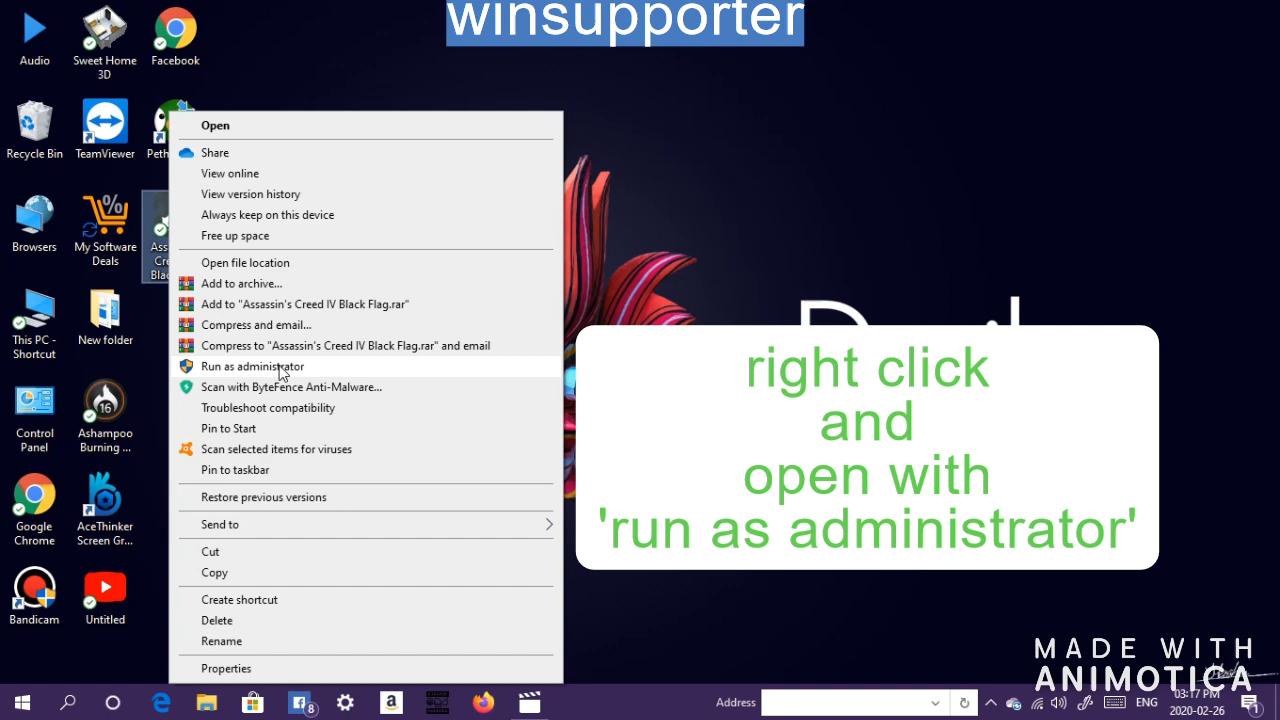 winsupporter
Audio
Sweet Home
3D
Facebook
Recycle Bin
TeamViewer
Browsers
My Software
Deals
This PC -
Shortcut
New folder
Control
Panel
16
Ashampoo
Burning ...
Google
Chrome
AceThinker
Screen Gr...
Bandicam
Untitled
Open
Share
View online
View version history
Always keep on this device
Free up space
Open file location
Add to archive...
Add to "Assassin's Creed IV Black Flag.rar"
Compress and email...
Compress to "Assassin's Creed IV Black Flag.rar" and email
Run as administrator
Scan with ByteFence Anti-Malware...
Troubleshoot compatibility
Pin to Start
Scan selected items for viruses
Pin to taskbar
Restore previous versions
Send to
Cut
Copy
Create shortcut
Delete
Rename
Properties
right click
and
open with
'run as administrator'
MADE WITH
ANIMOTICA
8
Address
ENG
03:17 PM
2020-02-26
1